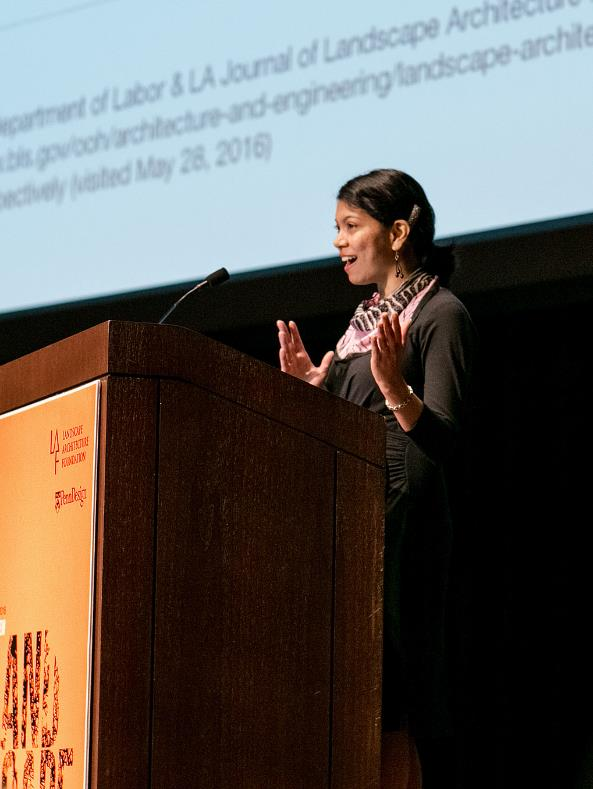 epartment of Labor & LA Journal of Landscape Architecture
.bls.gov/ooh/architecture-and-engineering/landscape-archite
pectively (visited May 28, 2016)
LANDSCAPE
ARCHITECTURE
FOUNDATION
PennDesign